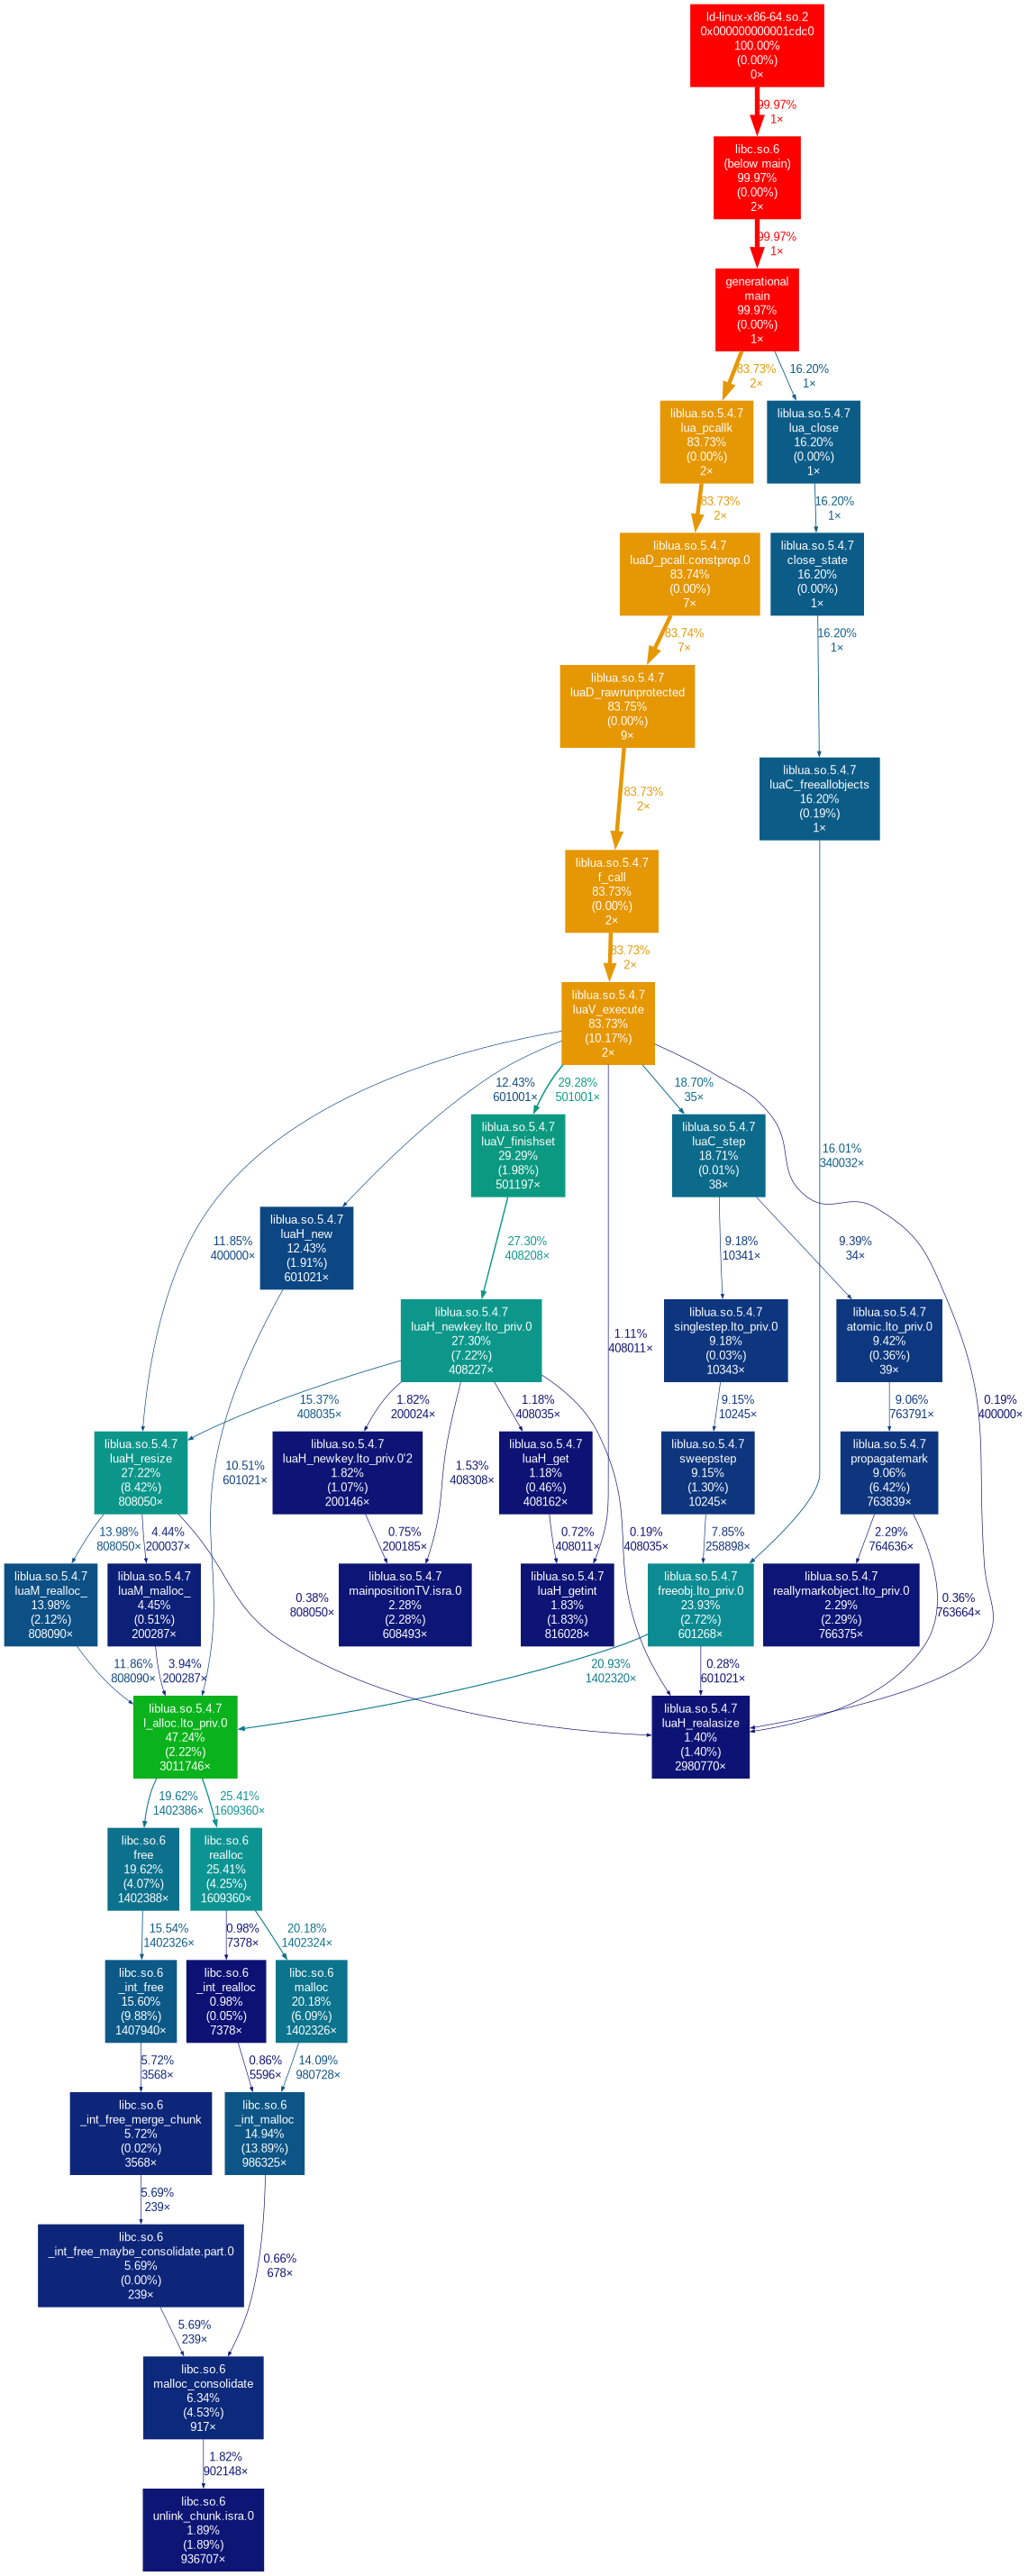 ld-linux-x86-64.so.2
0x000000000001cdc0
100.00%
(0.00%)
0×
99.97%
1×
libc.so.6
(below main)
99.97%
(0.00%)
2×
99.97%
1×
generational
main
99.97%
(0.00%)
1×
83.73%
2×
16.20%
1×
liblua.so.5.4.7
lua_pcallk
83.73%
(0.00%)
2×
liblua.so.5.4.7
lua_close
16.20%
(0.00%)
1×
83.73%
2×
16.20%
1×
liblua.so.5.4.7
luaD_pcall.constprop.0
83.74%
(0.00%)
7×
liblua.so.5.4.7
close_state
16.20%
(0.00%)
1×
83.74%
7×
16.20%
1×
liblua.so.5.4.7
luaD_rawrunprotected
83.75%
(0.00%)
9×
83.73%
2×
liblua.so.5.4.7
luaC_freeallobjects
16.20%
(0.19%)
1×
liblua.so.5.4.7
f_call
83.73%
(0.00%)
2×
83.73%
2×
liblua.so.5.4.7
luaV_execute
83.73%
(10.17%)
2×
12.43%
601001×
29.28%
501001×
18.70%
35×
liblua.so.5.4.7
luaV_finishset
29.29%
(1.98%)
501197×
liblua.so.5.4.7
luaC_step
18.71%
(0.01%)
38×
16.01%
340032×
liblua.so.5.4.7
luaH_new
12.43%
(1.91%)
601021×
11.85%
400000×
27.30%
408208×
9.18%
10341×
9.39%
34×
liblua.so.5.4.7
luaH_newkey.lto_priv.0
27.30%
(7.22%)
408227×
1.11%
408011×
liblua.so.5.4.7
singlestep.lto_priv.0
9.18%
(0.03%)
10343×
liblua.so.5.4.7
atomic.lto_priv.0
9.42%
(0.36%)
39×
15.37%
408035×
1.82%
200024×
1.18%
408035×
9.15%
10245×
9.06%
763791×
0.19%
400000×
liblua.so.5.4.7
luaH_resize
27.22%
(8.42%)
808050×
10.51%
601021×
liblua.so.5.4.7
luaH_newkey.lto_priv.0'2
1.82%
(1.07%)
200146×
1.53%
408308×
liblua.so.5.4.7
luaH_get
1.18%
(0.46%)
408162×
liblua.so.5.4.7
sweepstep
9.15%
(1.30%)
10245×
liblua.so.5.4.7
propagatemark
9.06%
(6.42%)
763839×
13.98%
808050×
4.44%
200037×
0.75%
200185×
0.72%
408011×
0.19%
408035×
7.85%
258898×
2.29%
764636×
liblua.so.5.4.7
luaM_realloc_
13.98%
(2.12%)
808090×
liblua.so.5.4.7
luaM_malloc_
4.45%
(0.51%)
200287×
0.38%
808050×
liblua.so.5.4.7
mainpositionTV.isra.0
2.28%
(2.28%)
608493×
liblua.so.5.4.7
luaH_getint
1.83%
(1.83%)
816028×
liblua.so.5.4.7
freeobj.lto_priv.0
23.93%
(2.72%)
601268×
liblua.so.5.4.7
reallymarkobject.lto_priv.0
2.29%
(2.29%)
766375×
0.36%
763664×
11.86%
808090×
3.94%
200287×
20.93%
1402320×
0.28%
601021×
liblua.so.5.4.7
l_alloc.lto_priv.0
47.24%
(2.22%)
3011746×
liblua.so.5.4.7
luaH_realasize
1.40%
(1.40%)
2980770×
19.62%
1402386×
25.41%
1609360×
libc.so.6
free
19.62%
(4.07%)
1402388×
libc.so.6
realloc
25.41%
(4.25%)
1609360×
15.54%
1402326×
0.98%
7378×
20.18%
1402324×
libc.so.6
_int_free
15.60%
(9.88%)
1407940×
libc.so.6
_int_realloc
0.98%
(0.05%)
7378×
libc.so.6
malloc
20.18%
(6.09%)
1402326×
5.72%
3568×
0.86%
5596×
14.09%
980728×
libc.so.6
_int_free_merge_chunk
5.72%
(0.02%)
3568×
libc.so.6
_int_malloc
14.94%
(13.89%)
986325×
5.69%
239×
libc.so.6
_int_free_maybe_consolidate.part.0
5.69%
(0.00%)
239×
0.66%
678×
5.69%
239×
libc.so.6
malloc_consolidate
6.34%
(4.53%)
917×
1.82%
902148×
libc.so.6
unlink_chunk.isra.0
1.89%
(1.89%)
936707×